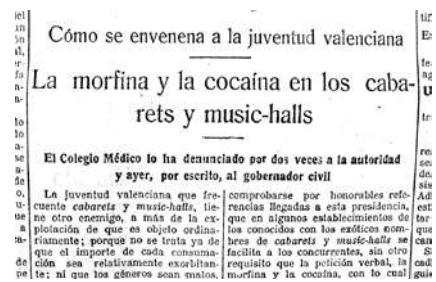 Cómo se envenena a la juventud valenciana
La morfina y la cocaína en los caba-
rets y music-halls
El Colegio Médico lo ha denunciado por dos veces a la autoridad
y ayer, por escrito, al gobernador civil
La juventud valenciana que fre-
cuenta cabarets y music-halls, tie-
ne otro enemigo, a más de la ex-
plotación de que es objeto ordina-
riamente; porque no se trata ya de
que el importe de cada consuma-
ción sea relativamente exorbitan-
te; ni que los géneros sean malos,
comprobarse por honorables refe-
rencias llegadas a esta presidencia,
que en algunos establecimientos de
los conocidos con los exóticos nom-
bres de cabarets y music-halls se
facilita a los concurrentes, sin otro
requisito que la petición verbal, la
morfina y la cocaína, con lo cual